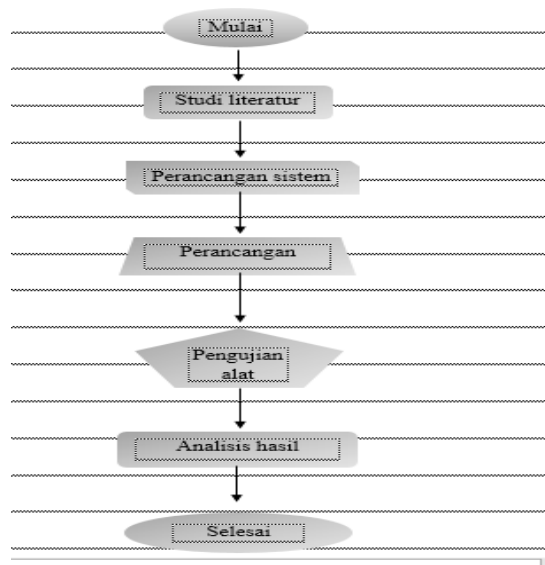 Mulai
Studi literatur
Perancangan sistem
Perancangan
Pengujian
alat
Analisis hasil
Selesai